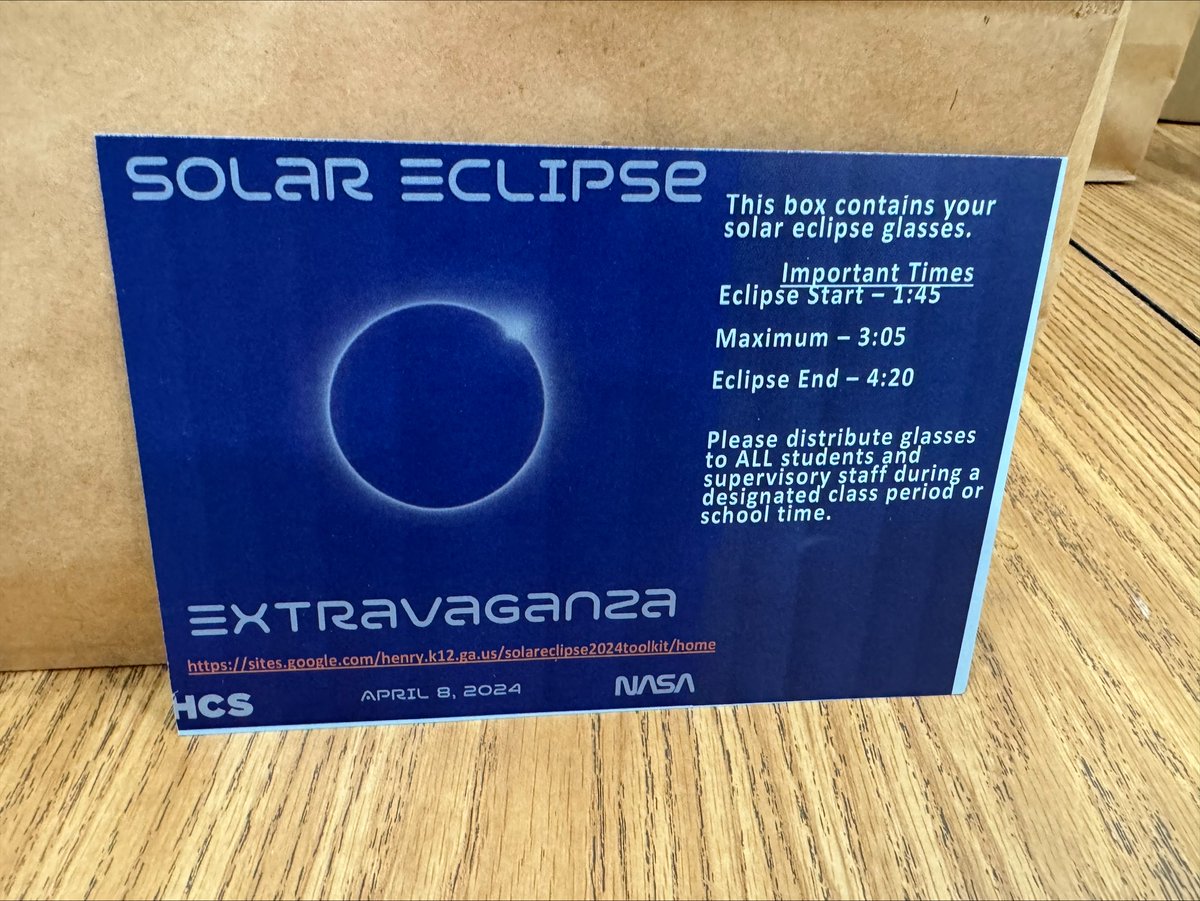 SOLAR ECLIPSE
This box contains your
solar eclipse glasses.
Important Times
Eclipse Start – 1:45
Maximum – 3:05
Eclipse End – 4:20
Please distribute glasses
to ALL students and
supervisory staff during a
designated class period or
school time.
EXTRAVAGANZA
https://sites.google.com/henry.k12.ga.us/solareclipse2024toolkit/home
HCS
APRIL 8, 2024
NASA